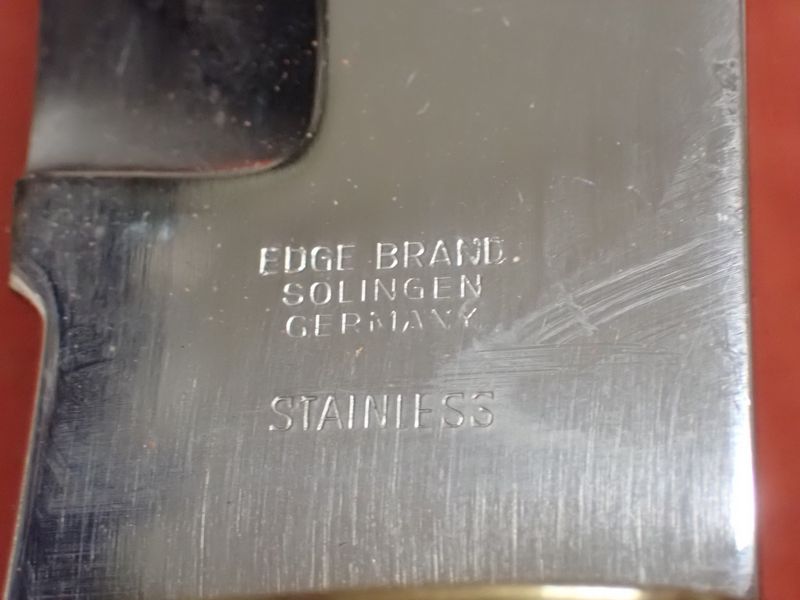 EDGE BRAND.
SOLINGEN
GERMANY
STAINLESS